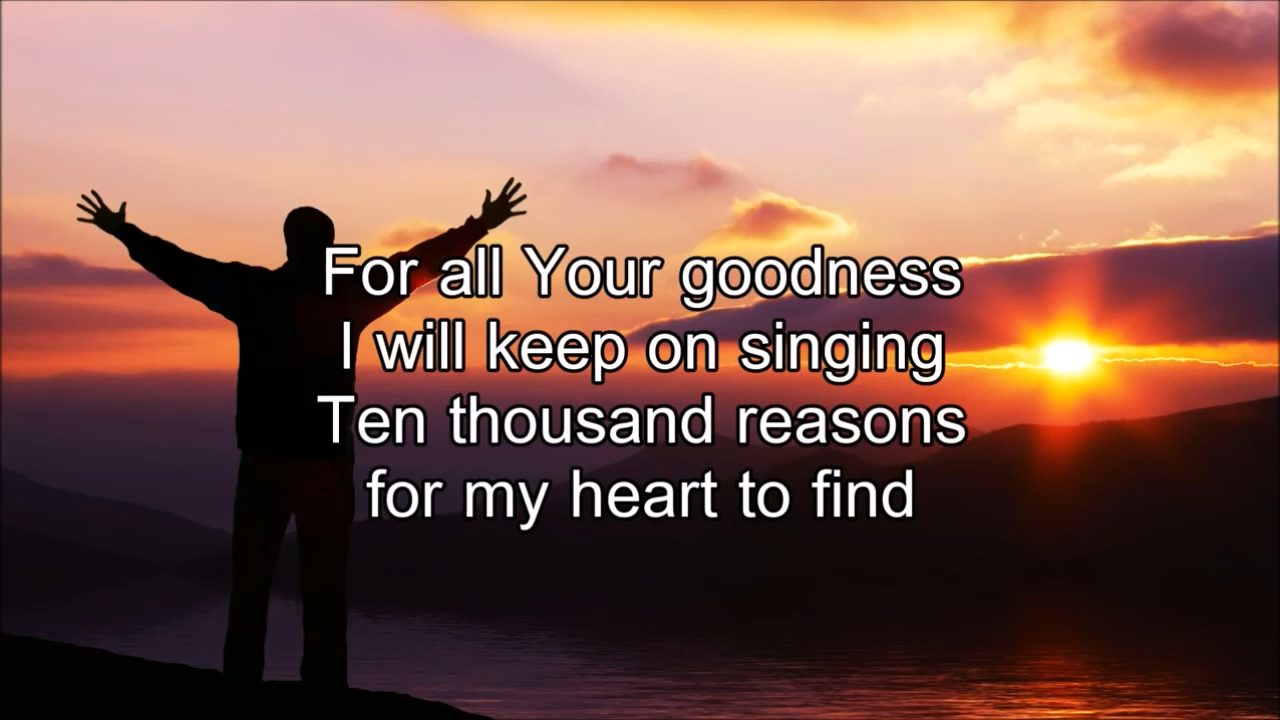 For all Your goodness
I will keep on singing
Ten thousand reasons
for my heart to find